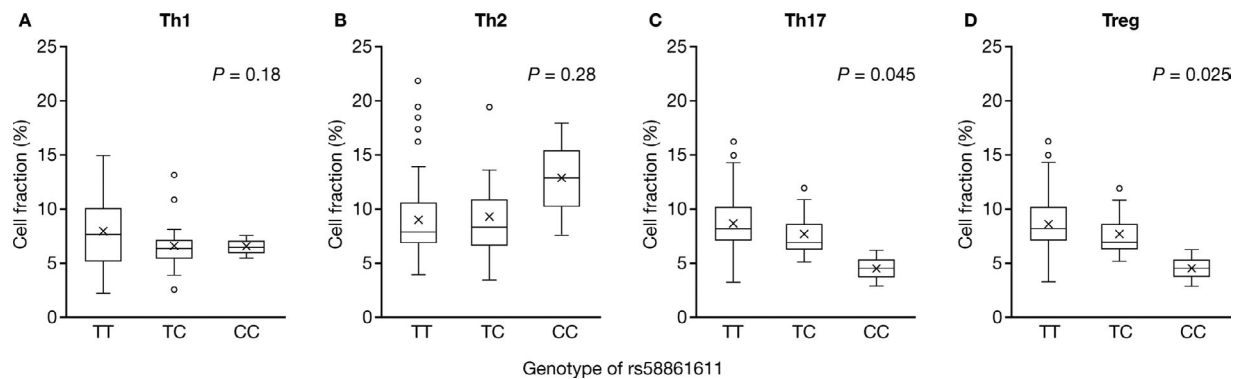 A
Th1
Cell fraction (%)
25
20
15
10
5
0
P = 0.18
TT
TC
CC
B
Th2
Cell fraction (%)
25
20
15
10
5
0
P = 0.28
TT
TC
CC
C
Th17
Cell fraction (%)
25
20
15
10
5
0
P = 0.045
TT
TC
CC
D
Treg
Cell fraction (%)
25
20
15
10
5
0
P = 0.025
TT
TC
CC
Genotype of rs58861611